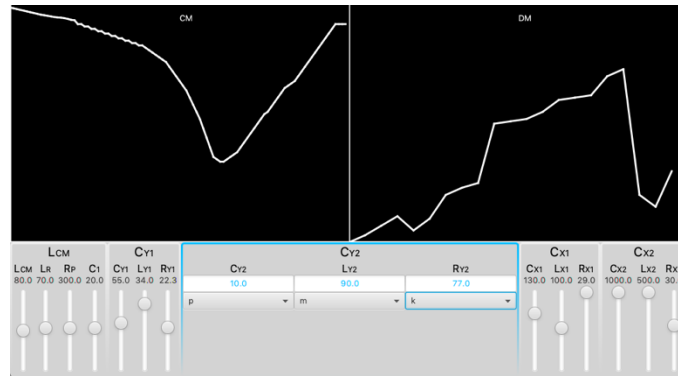 CM
DM
LCM
CY1
CY2
CX1
CX2
LCM LR RP C1
CY1 LY1 RY1
CY2 LY2 RY2
CX1 LX1 RX1
CX2 LX2
80.0 70.0 300.0 20.0
55.0 34.0 22.3
10.0 90.0 77.0
130.0 100.0 29.0
1000.0 500.0 30.
p m k